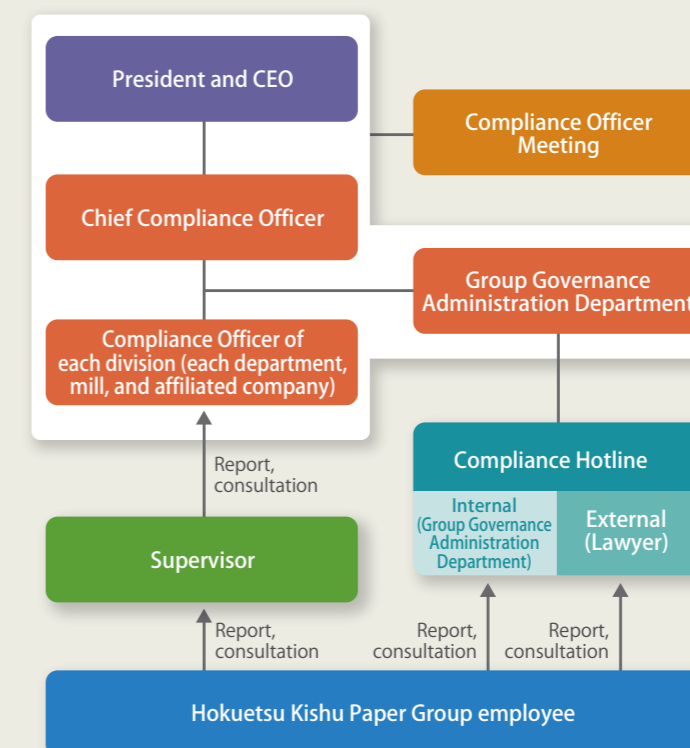 President and CEO
Compliance Officer
Meeting
Chief Compliance Officer
Group Governance
Administration Department
Compliance Officer of
each division (each department,
mill, and affiliated company)
Report,
consultation
Compliance Hotline
Internal
(Group Governance
Administration
Department)
External
(Lawyer)
Supervisor
Report,
consultation
Report,
consultation
Report,
consultation
Hokuetsu Kishu Paper Group employee